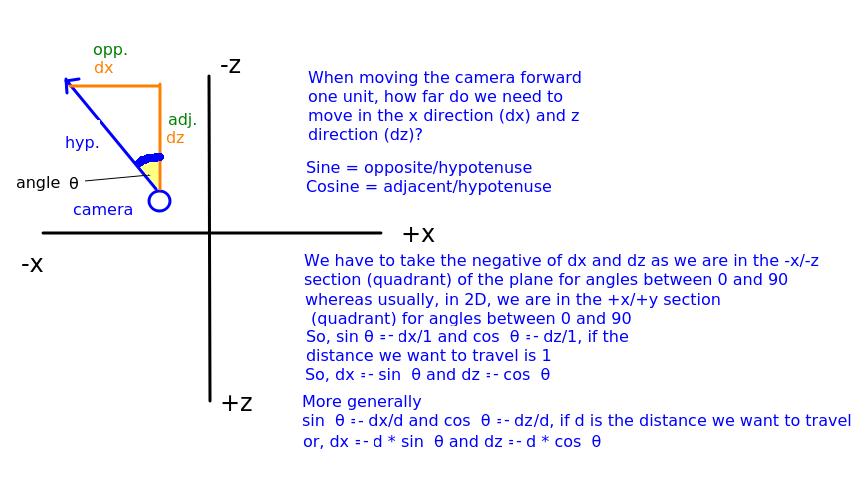 opp.
dx
-z
adj.
dz
hyp.
angle θ
camera
-x
+x
+z
When moving the camera forward
one unit, how far do we need to
move in the x direction (dx) and z
direction (dz)?
Sine = opposite/hypotenuse
Cosine = adjacent/hypotenuse
We have to take the negative of dx and dz as we are in the -x/-z
section (quadrant) of the plane for angles between 0 and 90
whereas usually, in 2D, we are in the +x/+y section
(quadrant) for angles between 0 and 90
So, sin θ =- dx/1 and cos θ =- dz/1, if the
distance we want to travel is 1
So, dx =- sin θ and dz =- cos θ
More generally
sin θ =- dx/d and cos θ =- dz/d, if d is the distance we want to travel
or, dx =- d * sin θ and dz =- d * cos θ